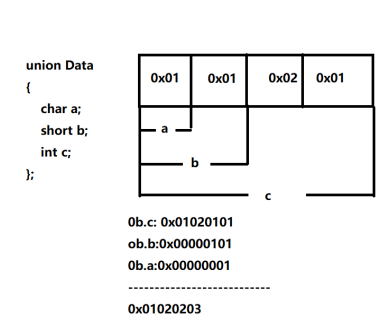 union Data
{
char a;
short b;
int c;
};
0x01 0x01 0x02 0x01
a
b
c
0b.c: 0x01020101
ob.b:0x00000101
0b.a:0x00000001
---------------------------
0x01020203